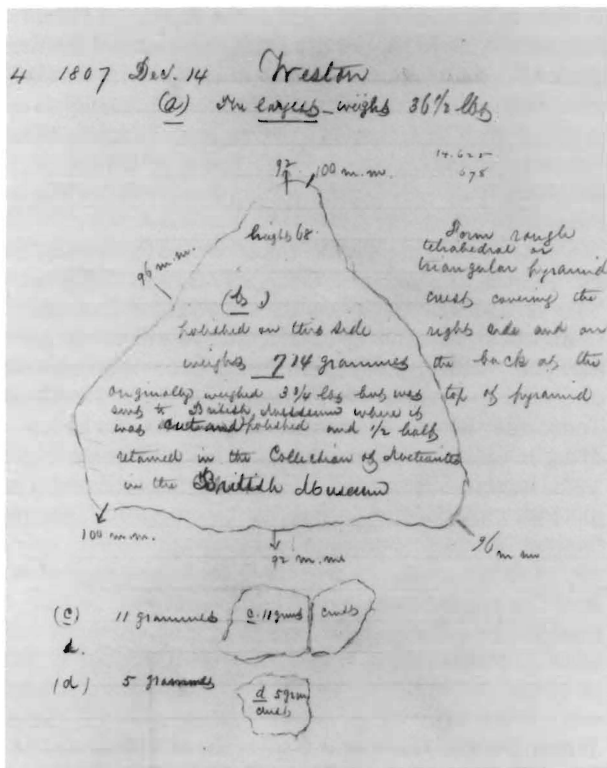 4 1807 Dec. 14 Weston
(a) The largest weighs 36 1/2 lbs
14.625
678
92 100 m.m.
height 68
96 m.m.
Form rough
tetrahedral or
triangular pyramid
crust covering the
right side and on
the back at the
top of pyramid
(b)
polished on this side
weighs 714 grammes
originally weighed 3 3/4 lbs but was
sent to British Museum where it
was cut and polished and 1/2 half
retained in the Collection of Meteorites
in the British Museum
100 m.m.
92 m.m.
96 m m
(c) 11 grammes c. 11 grms crust
(d) 5 grammes
d 5 grm
crust